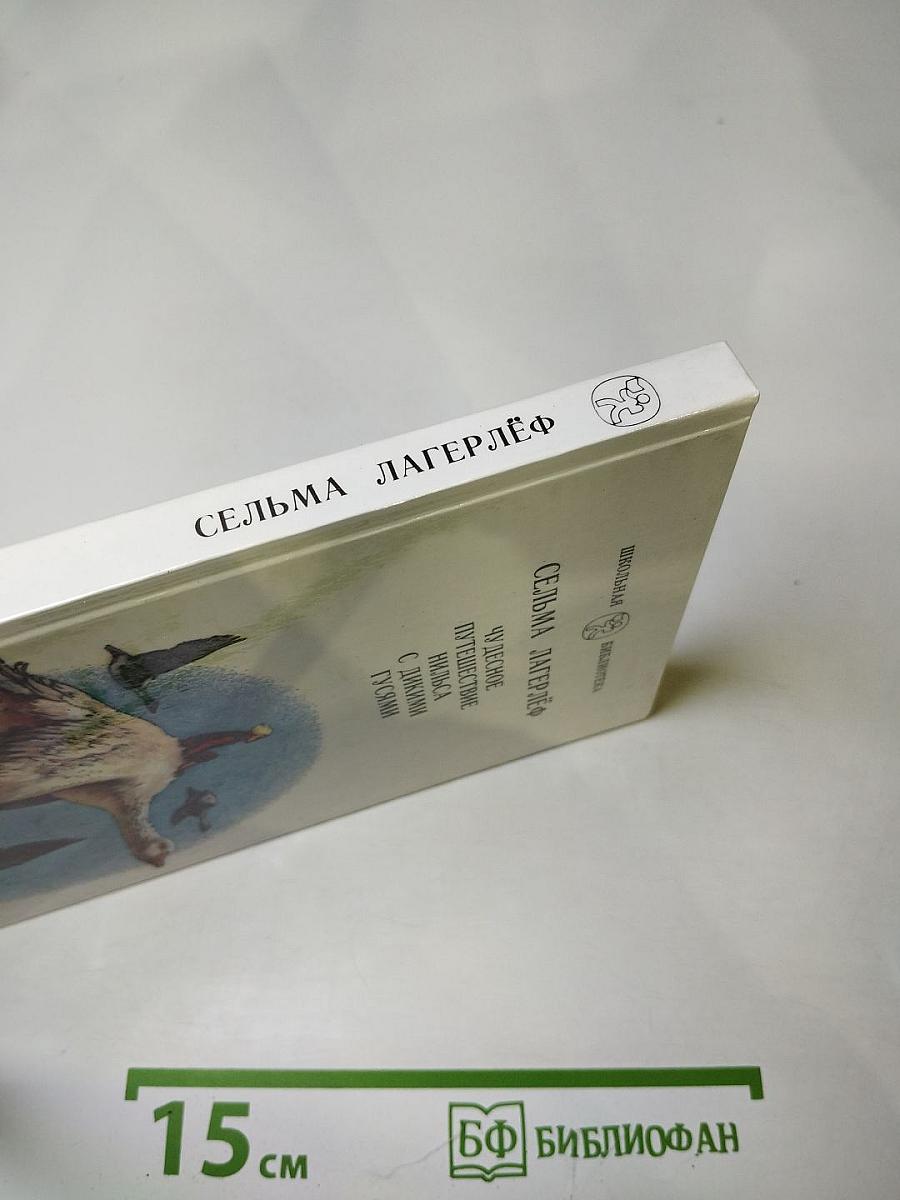 СЕЛЬМА ЛАГЕРЛЁФ
ШКОЛЬНАЯ БИБЛИОТЕКА
СЕЛЬМА ЛАГЕРЛЁФ
ЧУДЕСНОЕ
ПУТЕШЕСТВИЕ
НИЛЬСА
С ДИКИМИ
ГУСЯМИ
15 см
БФ БИБЛИОФАН